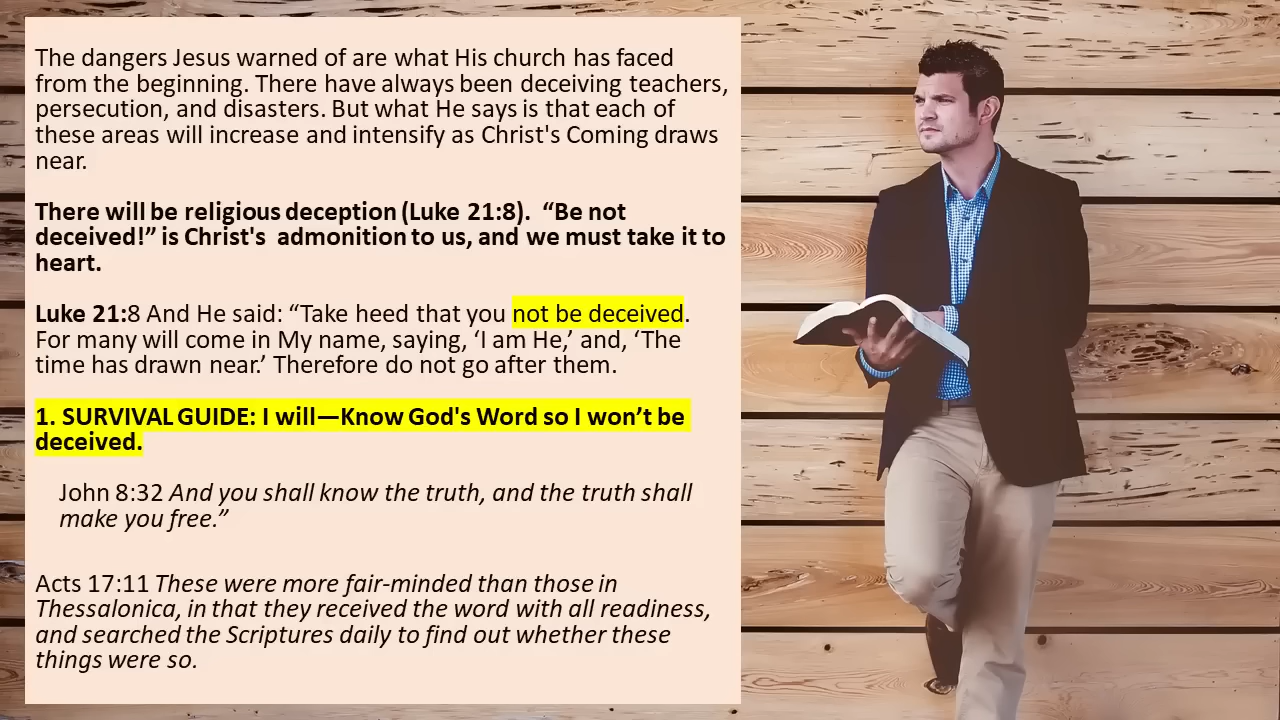 The dangers Jesus warned of are what His church has faced
from the beginning. There have always been deceiving teachers,
persecution, and disasters. But what He says is that each of
these areas will increase and intensify as Christ's Coming draws
near.
There will be religious deception (Luke 21:8).  “Be not
deceived!” is Christ's  admonition to us, and we must take it to
heart.
Luke 21:8 And He said: “Take heed that you not be deceived.
For many will come in My name, saying, ‘I am He,’ and, ‘The
time has drawn near.’ Therefore do not go after them.
1. SURVIVAL GUIDE: I will—Know God's Word so I won’t be
deceived.
John 8:32 And you shall know the truth, and the truth shall
make you free.”
Acts 17:11 These were more fair-minded than those in
Thessalonica, in that they received the word with all readiness,
and searched the Scriptures daily to find out whether these
things were so.